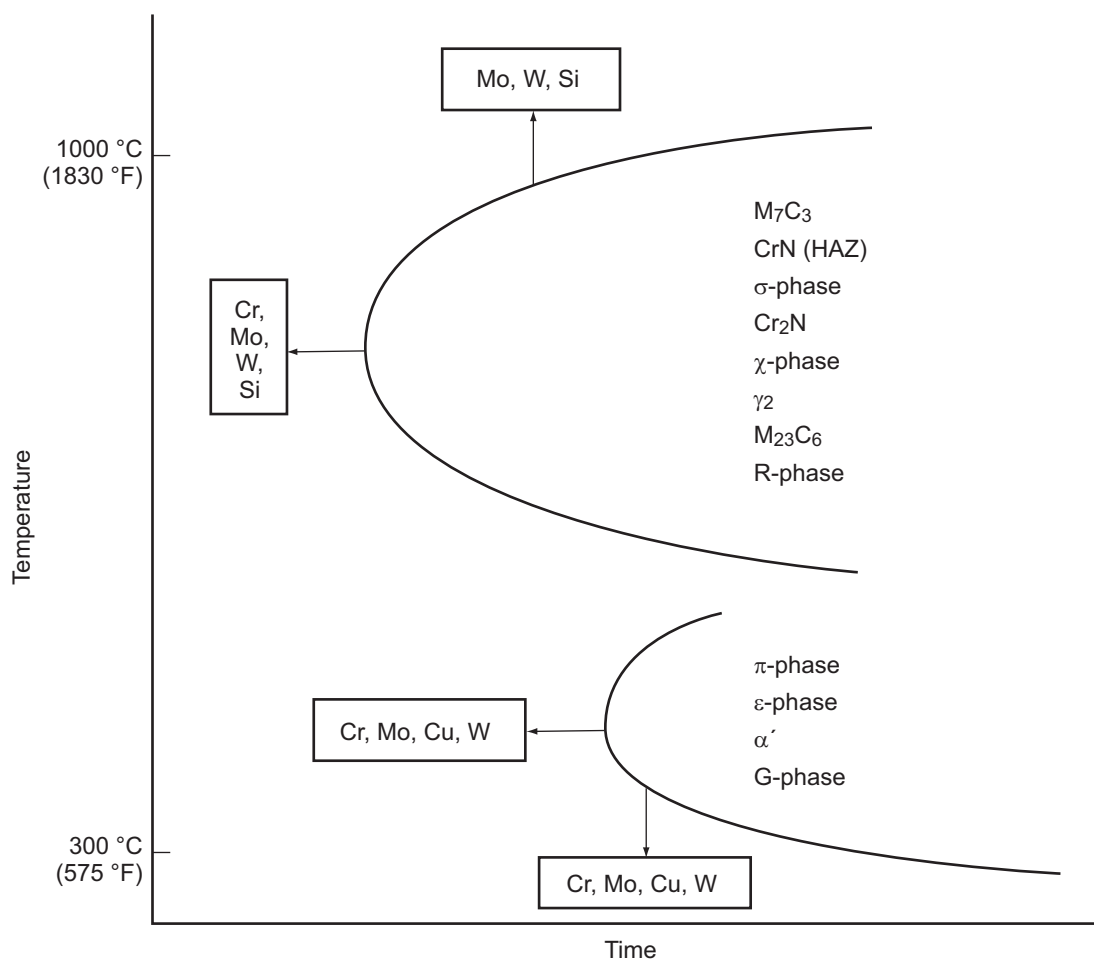 Mo, W, Si
1000 °C
(1830 °F)
M7C3
CrN (HAZ)
σ-phase
Cr2N
χ-phase
γ2
M23C6
R-phase
Cr,
Mo,
W,
Si
Temperature
π-phase
ε-phase
α´
G-phase
Cr, Mo, Cu, W
300 °C
(575 °F)
Cr, Mo, Cu, W
Time